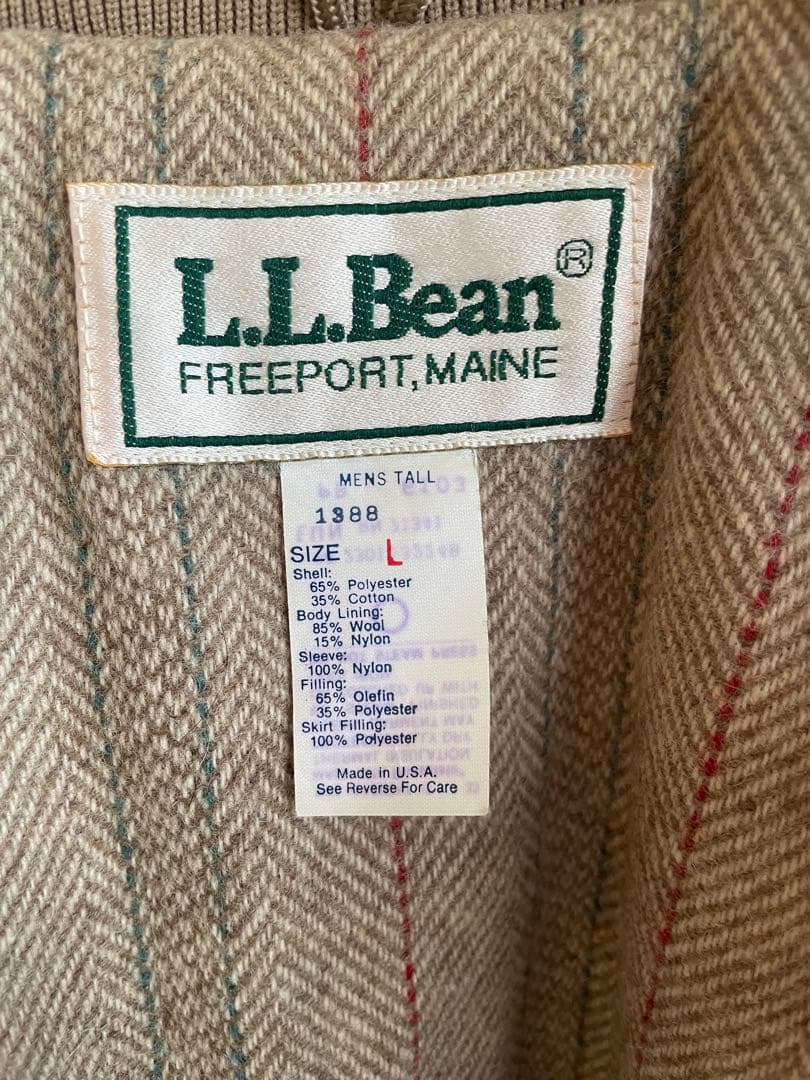 L.L.Bean®
FREEPORT, MAINE
MENS TALL
1388
SIZE L
Shell:
65% Polyester
35% Cotton
Body Lining:
85% Wool
15% Nylon
Sleeve:
100% Nylon
Filling:
65% Olefin
35% Polyester
Skirt Filling:
100% Polyester
Made in U.S.A.
See Reverse For Care